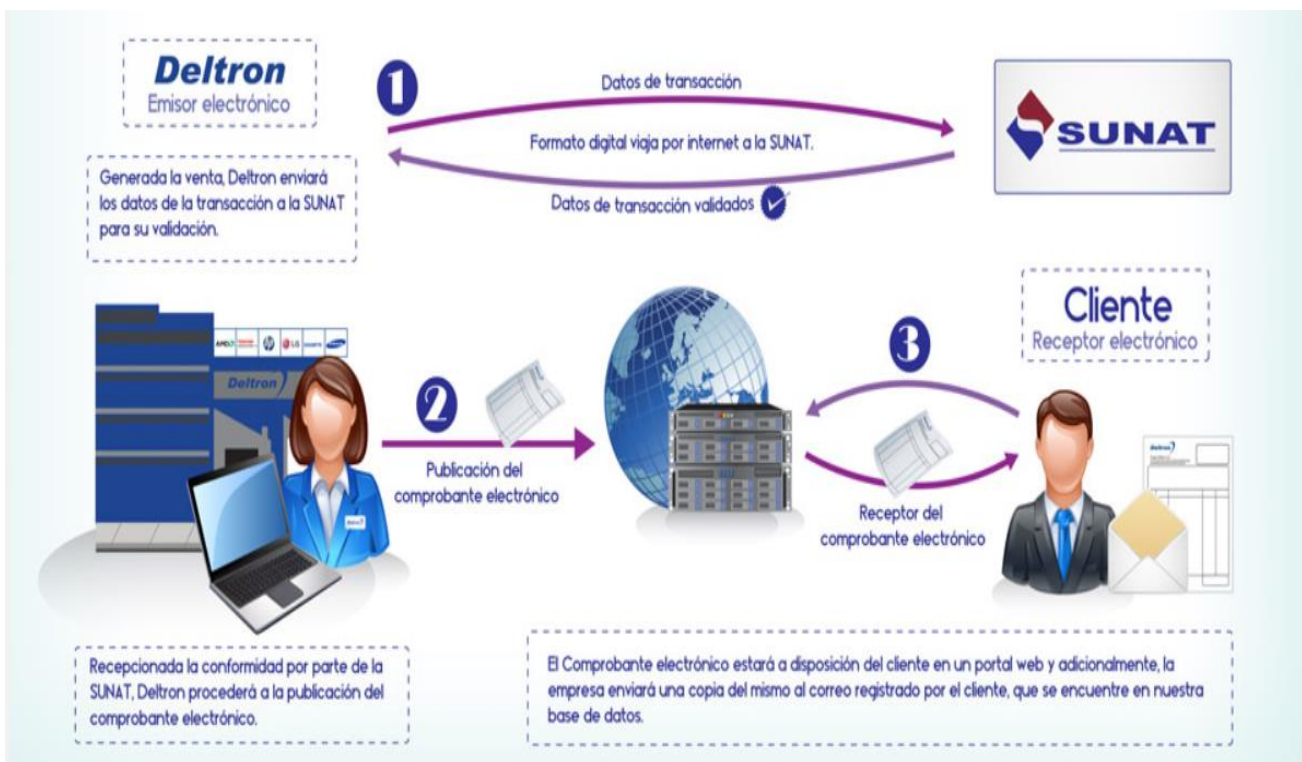 Deltron
Emisor electrónico
1
Datos de transacción
Formato digital viaja por internet a la SUNAT.
Datos de transacción validados
SUNAT
Generada la venta, Deltron enviará
los datos de la transacción a la SUNAT
para su validación.
Cliente
Receptor electrónico
hp
LG
Deltron
2
Publicación del
comprobante electrónico
3
Receptor del
comprobante electrónico
deltron
Recepcionada la conformidad por parte de la
SUNAT, Deltron procederá a la publicación del
comprobante electrónico.
El Comprobante electrónico estará a disposición del cliente en un portal web y adicionalmente, la
empresa enviará una copia del mismo al correo registrado por el cliente, que se encuentre en nuestra
base de datos.